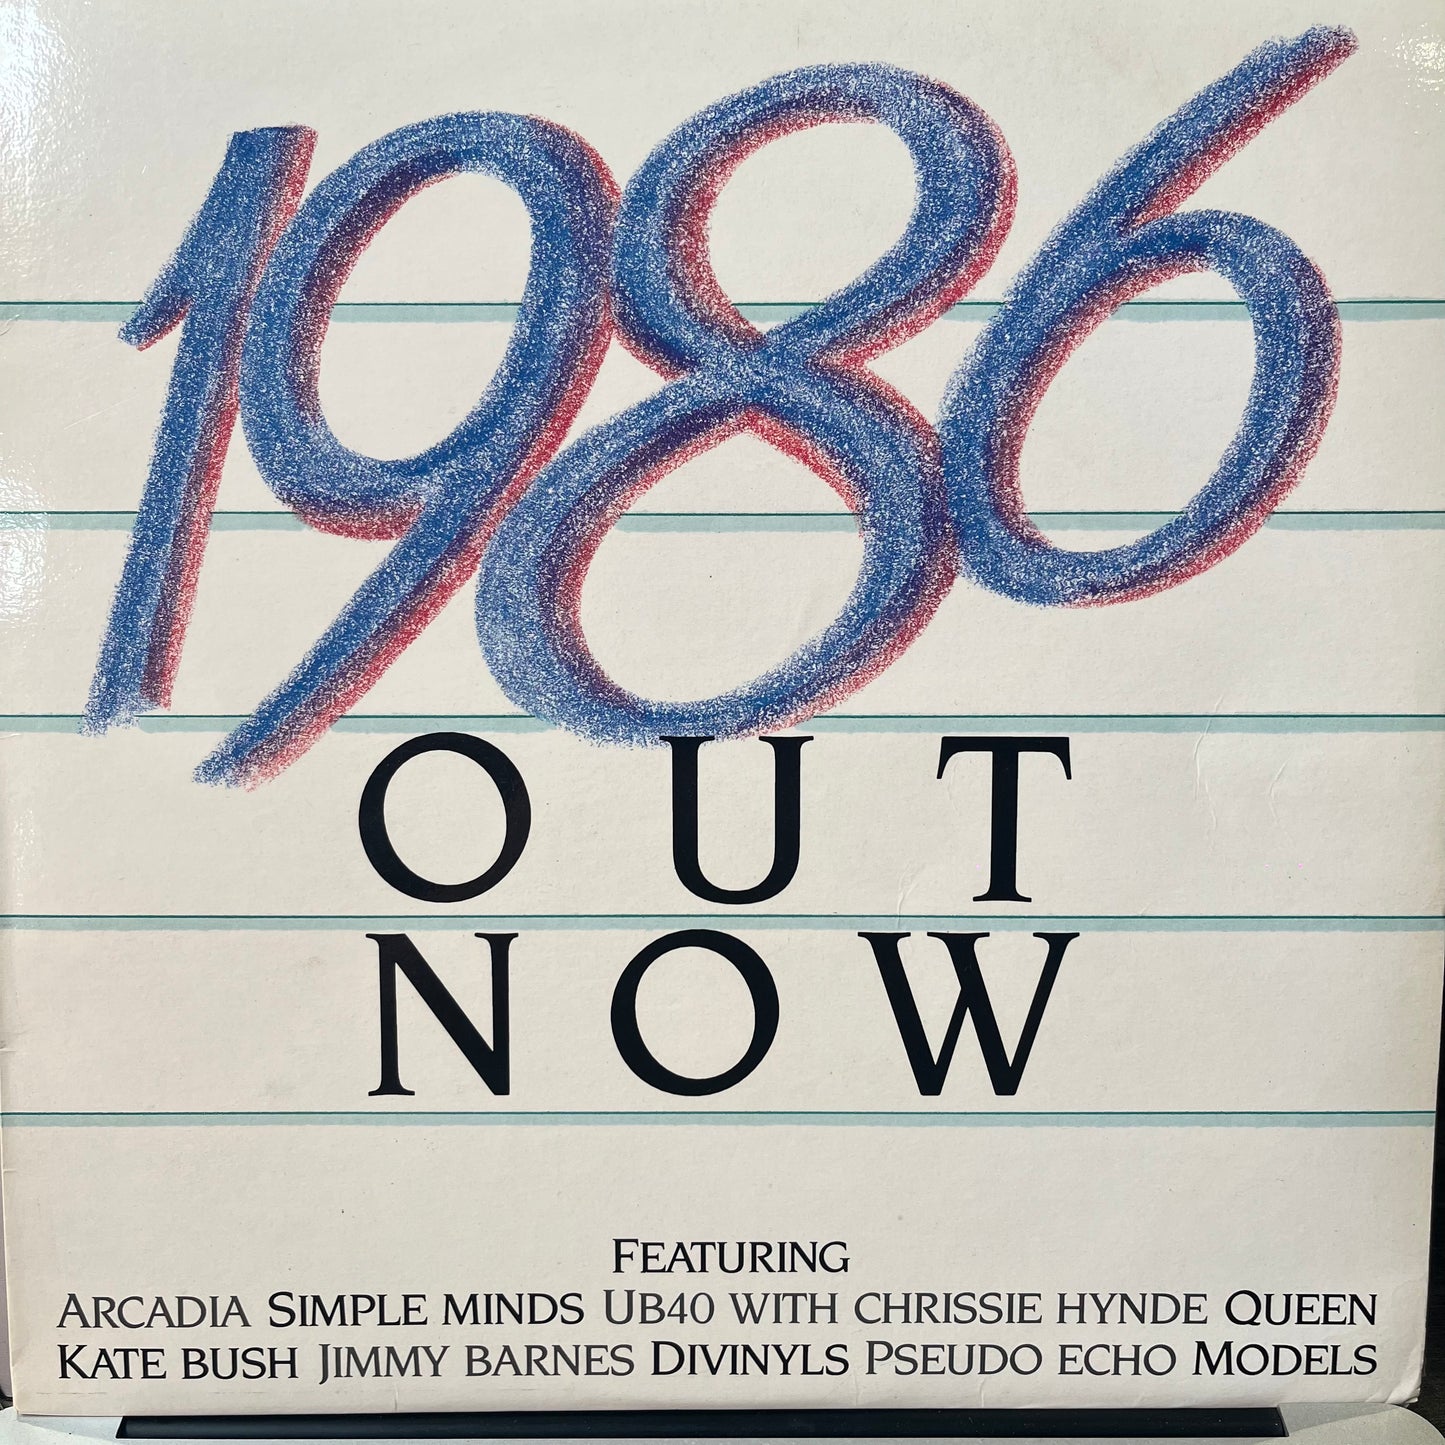 1986
OUT
NOW
FEATURING
ARCADIA SIMPLE MINDS UB40 WITH CHRISSIE HYNDE QUEEN
KATE BUSH JIMMY BARNES DIVINYLS PSEUDO ECHO MODELS